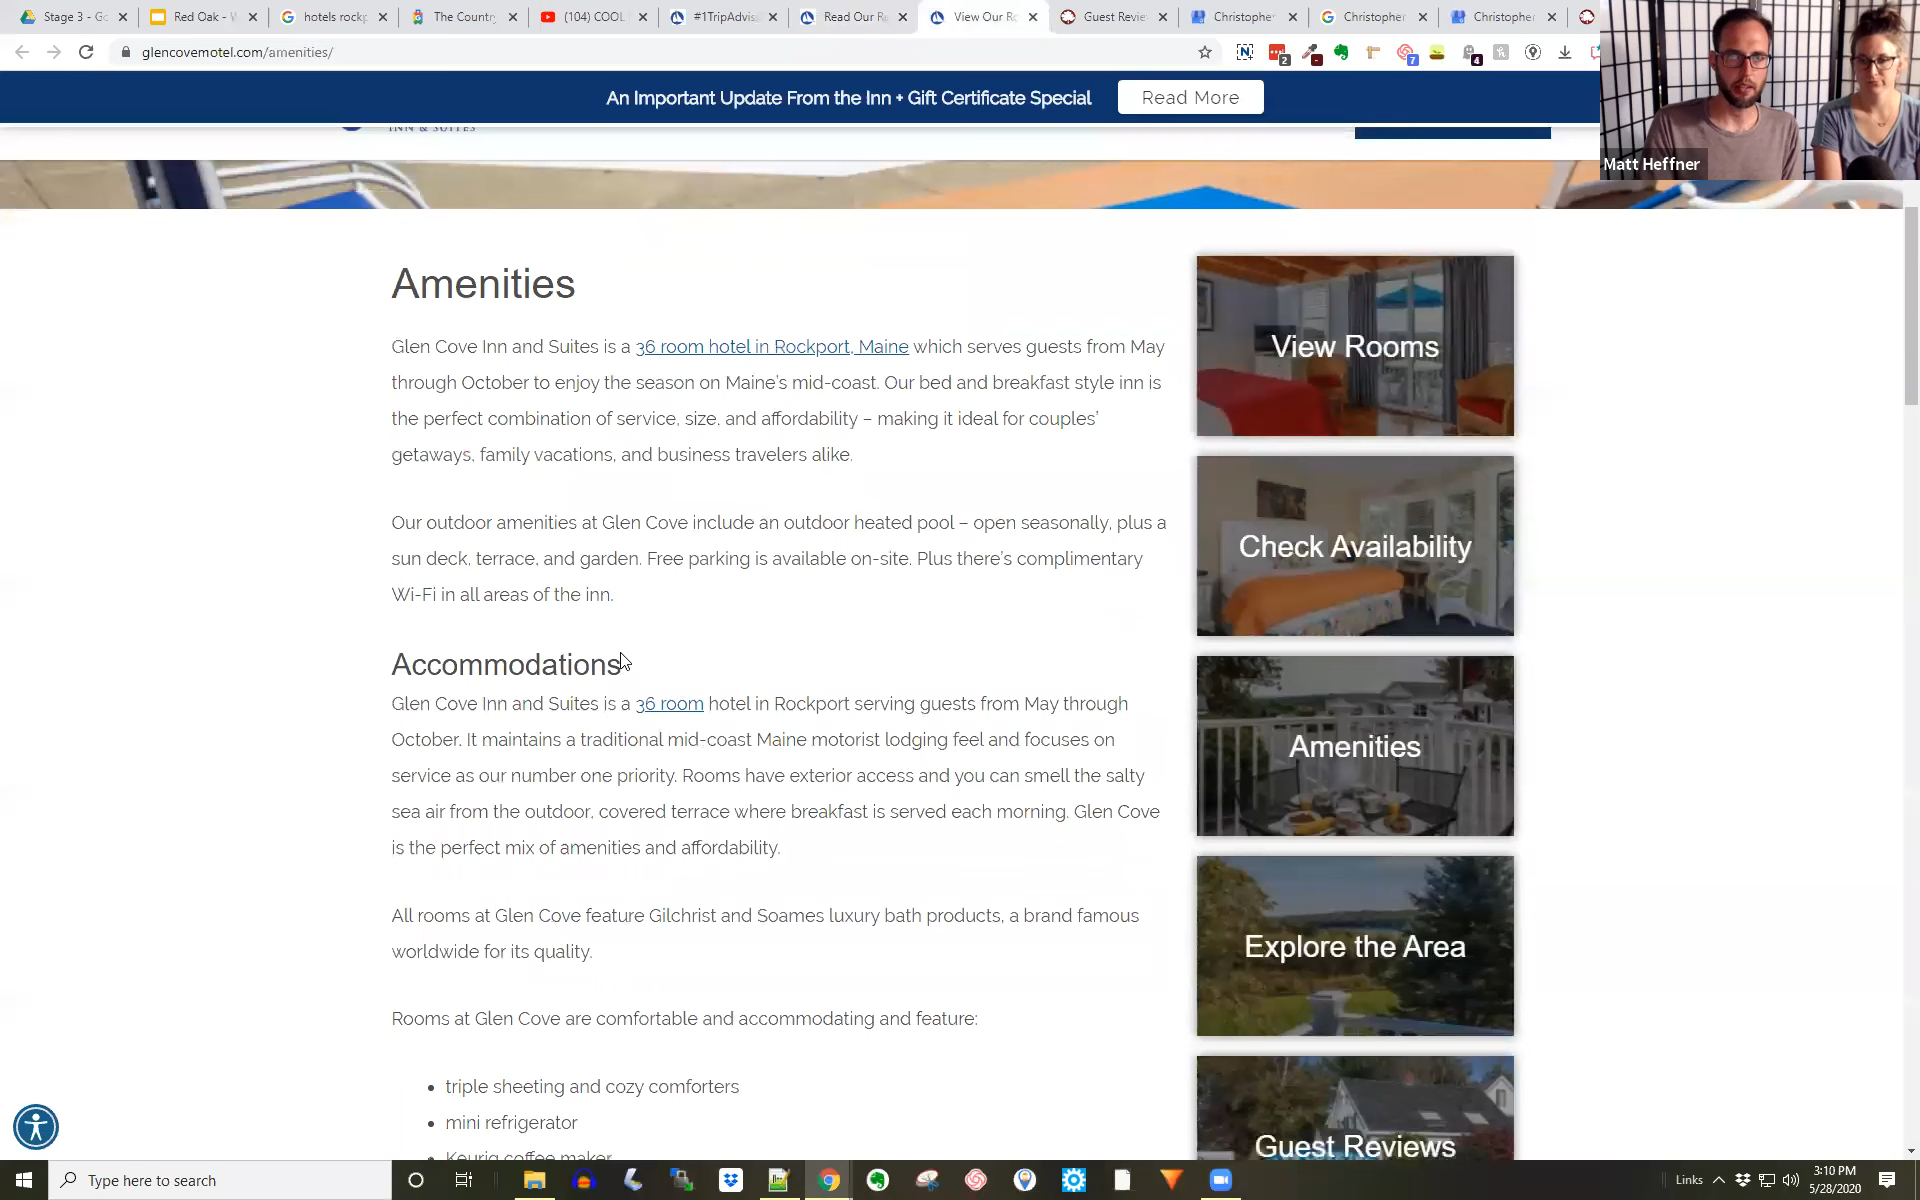 Stage 3 - Go
Red Oak - W
hotels rockp
The Country
(104) COOL
#1TripAdvis
Read Our Re
View Our Ro
Guest Revie
Christopher
Christopher
Christopher
glencovemotel.com/amenities/
2
7
4
An Important Update From the Inn + Gift Certificate Special
Read More
INN & SUITES
Matt Heffner
Amenities
Glen Cove Inn and Suites is a 36 room hotel in Rockport, Maine which serves guests from May
through October to enjoy the season on Maine's mid-coast. Our bed and breakfast style inn is
the perfect combination of service, size, and affordability – making it ideal for couples'
getaways, family vacations, and business travelers alike.
Our outdoor amenities at Glen Cove include an outdoor heated pool – open seasonally, plus a
sun deck, terrace, and garden. Free parking is available on-site. Plus there's complimentary
Wi-Fi in all areas of the inn.
Accommodations
Glen Cove Inn and Suites is a 36 room hotel in Rockport serving guests from May through
October. It maintains a traditional mid-coast Maine motorist lodging feel and focuses on
service as our number one priority. Rooms have exterior access and you can smell the salty
sea air from the outdoor, covered terrace where breakfast is served each morning. Glen Cove
is the perfect mix of amenities and affordability.
All rooms at Glen Cove feature Gilchrist and Soames luxury bath products, a brand famous
worldwide for its quality.
Rooms at Glen Cove are comfortable and accommodating and feature:
• triple sheeting and cozy comforters
• mini refrigerator
• Keurig coffee maker
View Rooms
Check Availability
Amenities
Explore the Area
Guest Reviews
Type here to search
Links
3:10 PM
5/28/2020